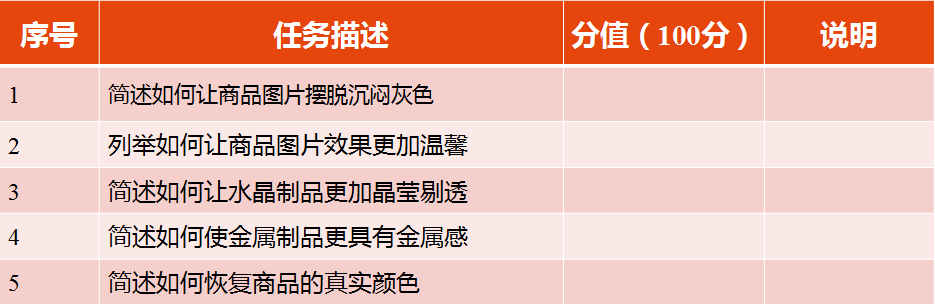 序号 任务描述 分值（100分） 说明
1 简述如何让商品图片摆脱沉闷灰色
2 列举如何让商品图片效果更加温馨
3 简述如何让水晶制品更加晶莹剔透
4 简述如何使金属制品更具有金属感
5 简述如何恢复商品的真实颜色